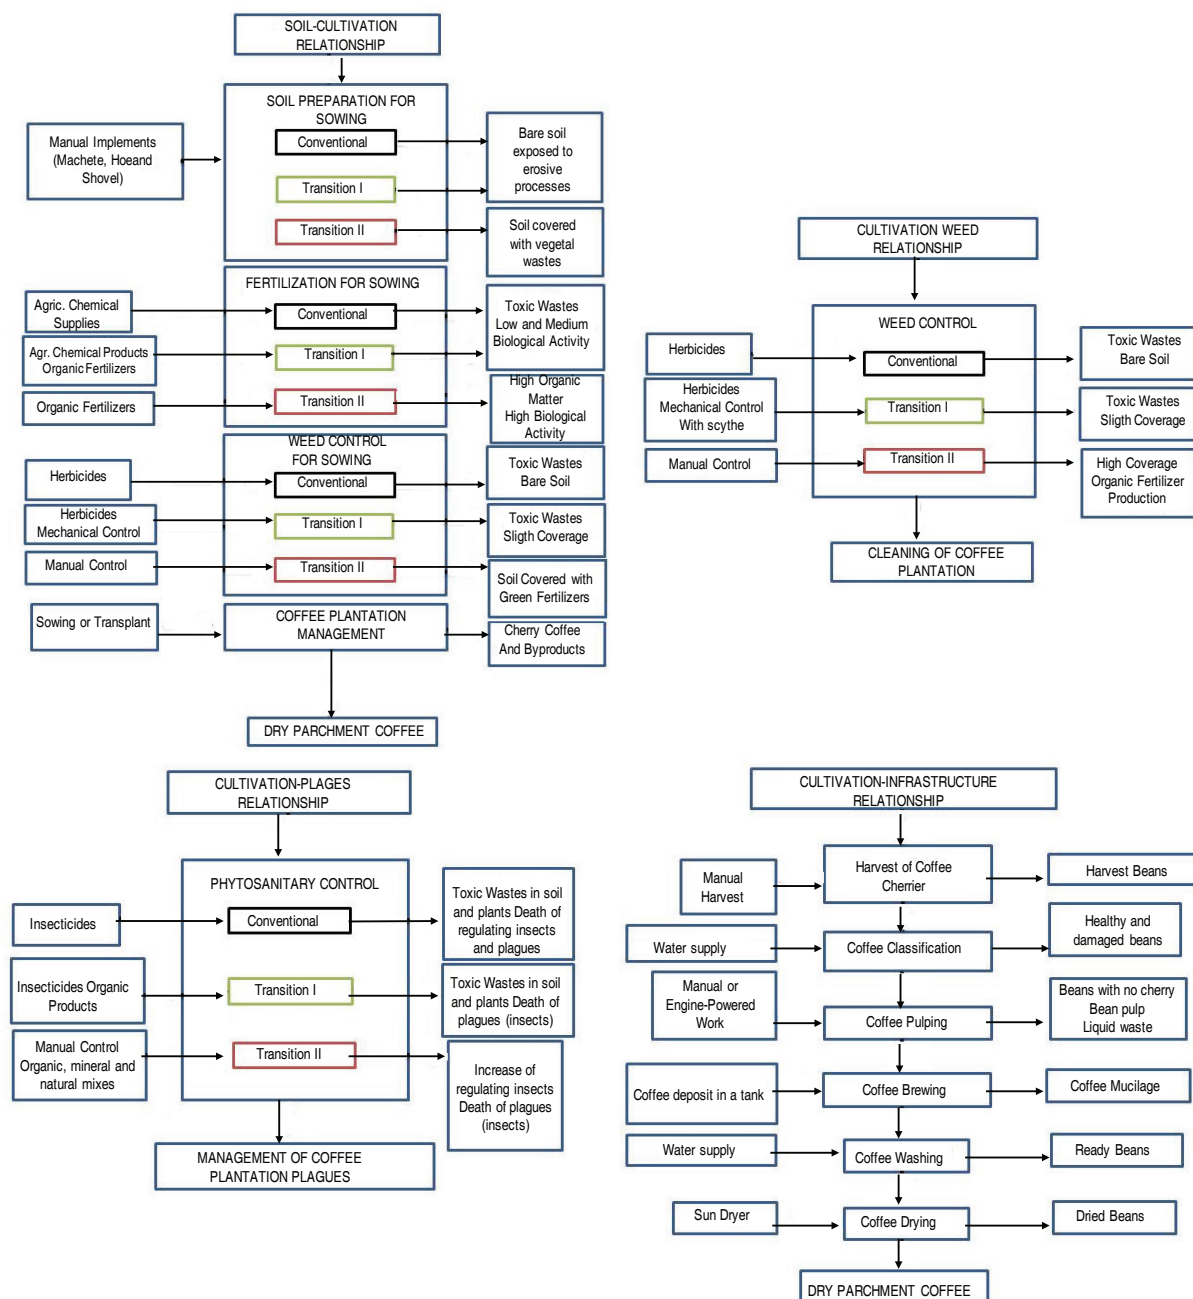 SOIL-CULTIVATION
RELATIONSHIP
SOIL PREPARATION FOR
SOWING
Manual Implements
(Machete, Hoeand
Shovel)
Conventional
Transition I
Transition II
Bare soil
exposed to
erosive
processes
Soil covered
with vegetal
wastes
FERTILIZATION FOR SOWING
Agric. Chemical
Supplies
Agr. Chemical Products
Organic Fertilizers
Organic Fertilizers
Conventional
Transition I
Transition II
Toxic Wastes
Low and Medium
Biological Activity
High Organic
Matter
High Biological
Activity
WEED CONTROL
FOR SOWING
Herbicides
Herbicides
Mechanical Control
Manual Control
Conventional
Transition I
Transition II
Toxic Wastes
Bare Soil
Toxic Wastes
Sligth Coverage
Soil Covered with
Green Fertilizers
Sowing or Transplant
COFFEE PLANTATION
MANAGEMENT
Cherry Coffee
And Byproducts
DRY PARCHMENT COFFEE
CULTIVATION WEED
RELATIONSHIP
WEED CONTROL
Herbicides
Herbicides
Mechanical Control
With scythe
Manual Control
Conventional
Transition I
Transition II
Toxic Wastes
Bare Soil
Toxic Wastes
Sligth Coverage
High Coverage
Organic Fertilizer
Production
CLEANING OF COFFEE
PLANTATION
CULTIVATION-PLAGES
RELATIONSHIP
PHYTOSANITARY CONTROL
Insecticides
Insecticides Organic
Products
Manual Control
Organic, mineral and
natural mixes
Conventional
Transition I
Transition II
Toxic Wastes in soil
and plants Death of
regulating insects
and plagues
Toxic Wastes in soil
and plants Death of
plagues (insects)
Increase of
regulating insects
Death of plagues
(insects)
MANAGEMENT OF COFFEE
PLANTATION PLAGUES
CULTIVATION-INFRASTRUCTURE
RELATIONSHIP
Manual
Harvest
Harvest of Coffee
Cherrier
Harvest Beans
Water supply
Coffee Classification
Healthy and
damaged beans
Manual or
Engine-Powered
Work
Coffee Pulping
Beans with no cherry
Bean pulp
Liquid waste
Coffee deposit in a tank
Coffee Brewing
Coffee Mucilage
Water supply
Coffee Washing
Ready Beans
Sun Dryer
Coffee Drying
Dried Beans
DRY PARCHMENT COFFEE